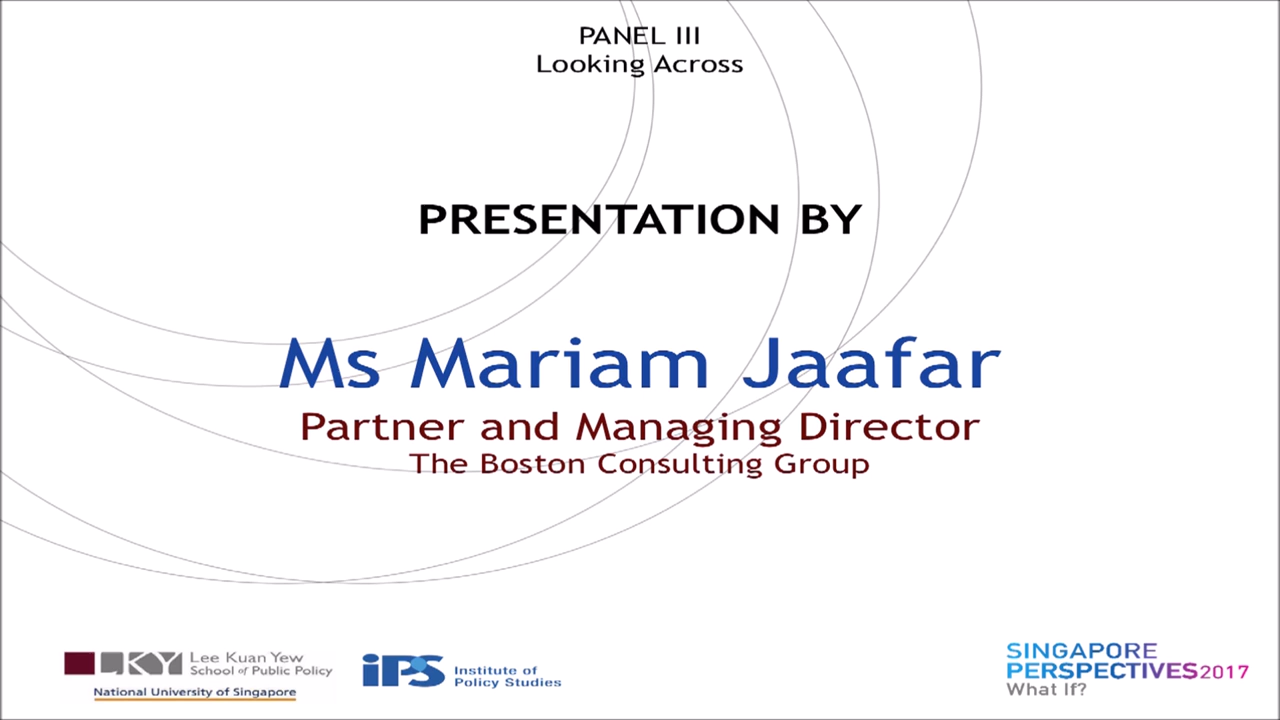 PANEL III
Looking Across
PRESENTATION BY
Ms Mariam Jaafar
Partner and Managing Director
The Boston Consulting Group
LKY
Lee Kuan Yew
School of Public Policy
National University of Singapore
iPS
Institute of
Policy Studies
SINGAPORE
PERSPECTIVES2017
What If?